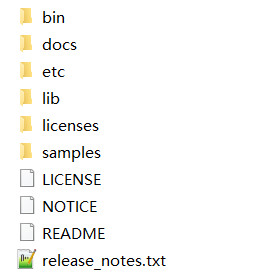 bin
docs
etc
lib
licenses
samples
LICENSE
NOTICE
README
release_notes.txt